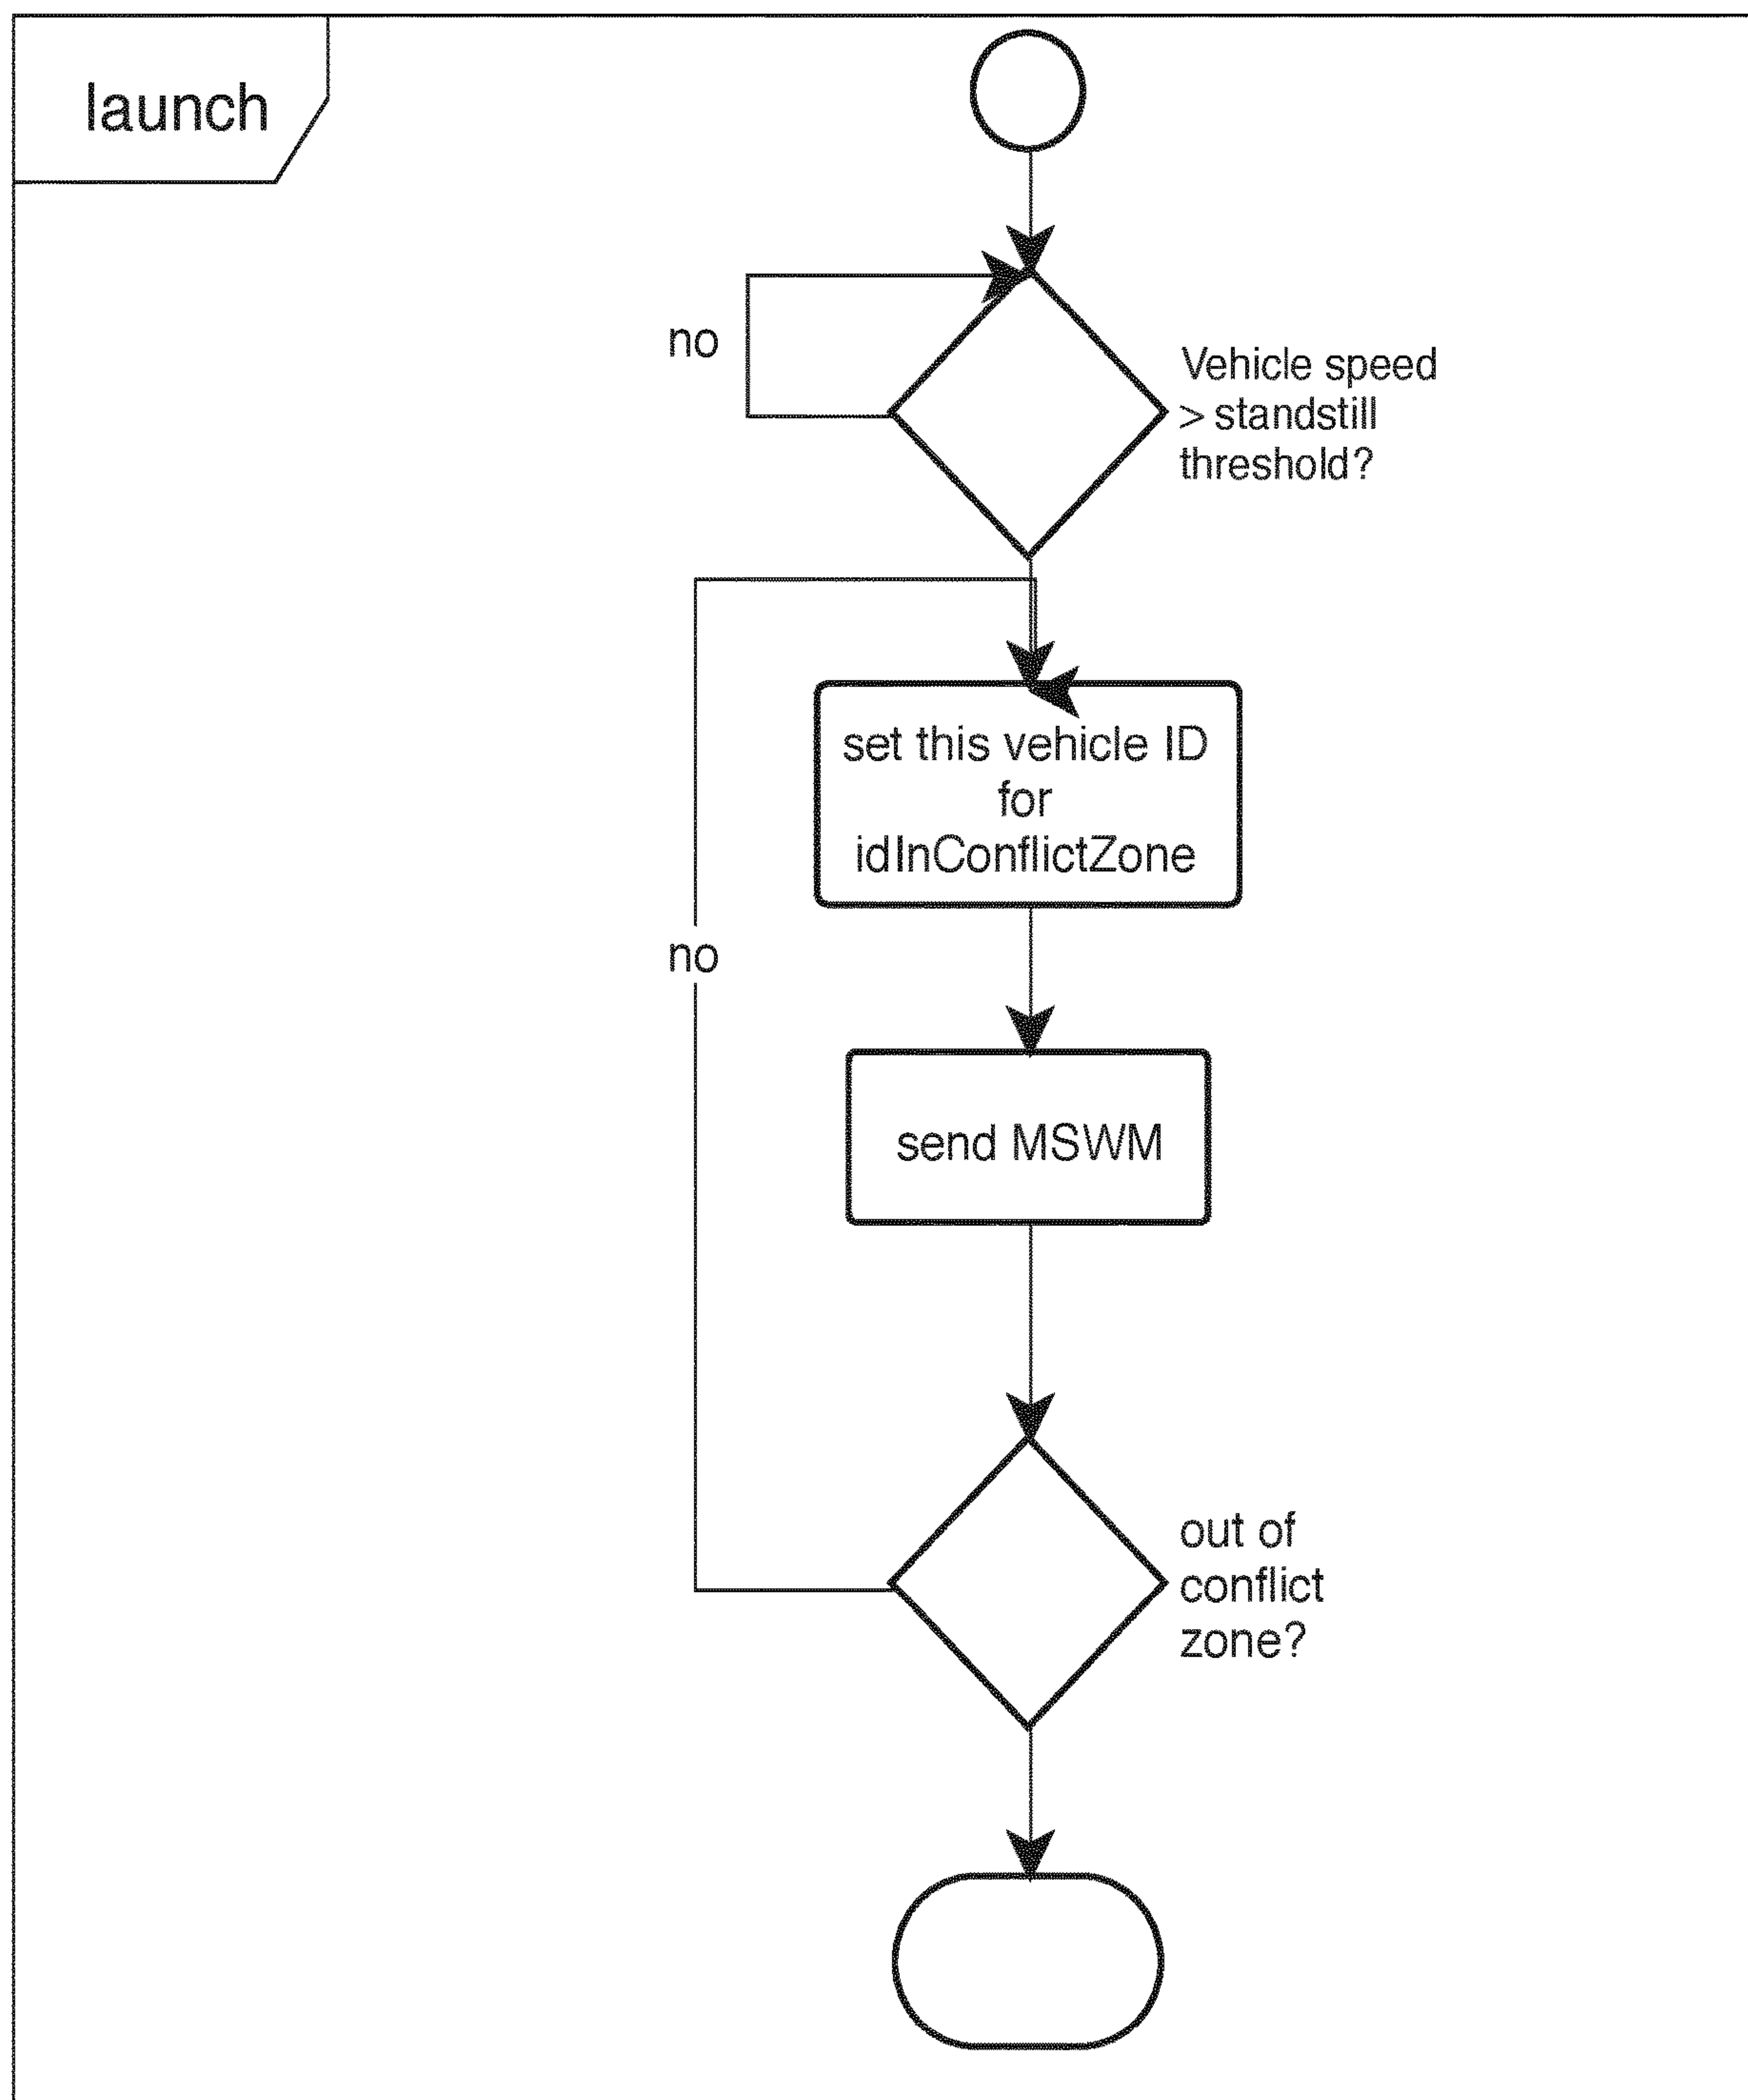 launch
no
Vehicle speed
> standstill
threshold?
set this vehicle ID
for
idInConflictZone
no
send MSWM
out of
conflict
zone?